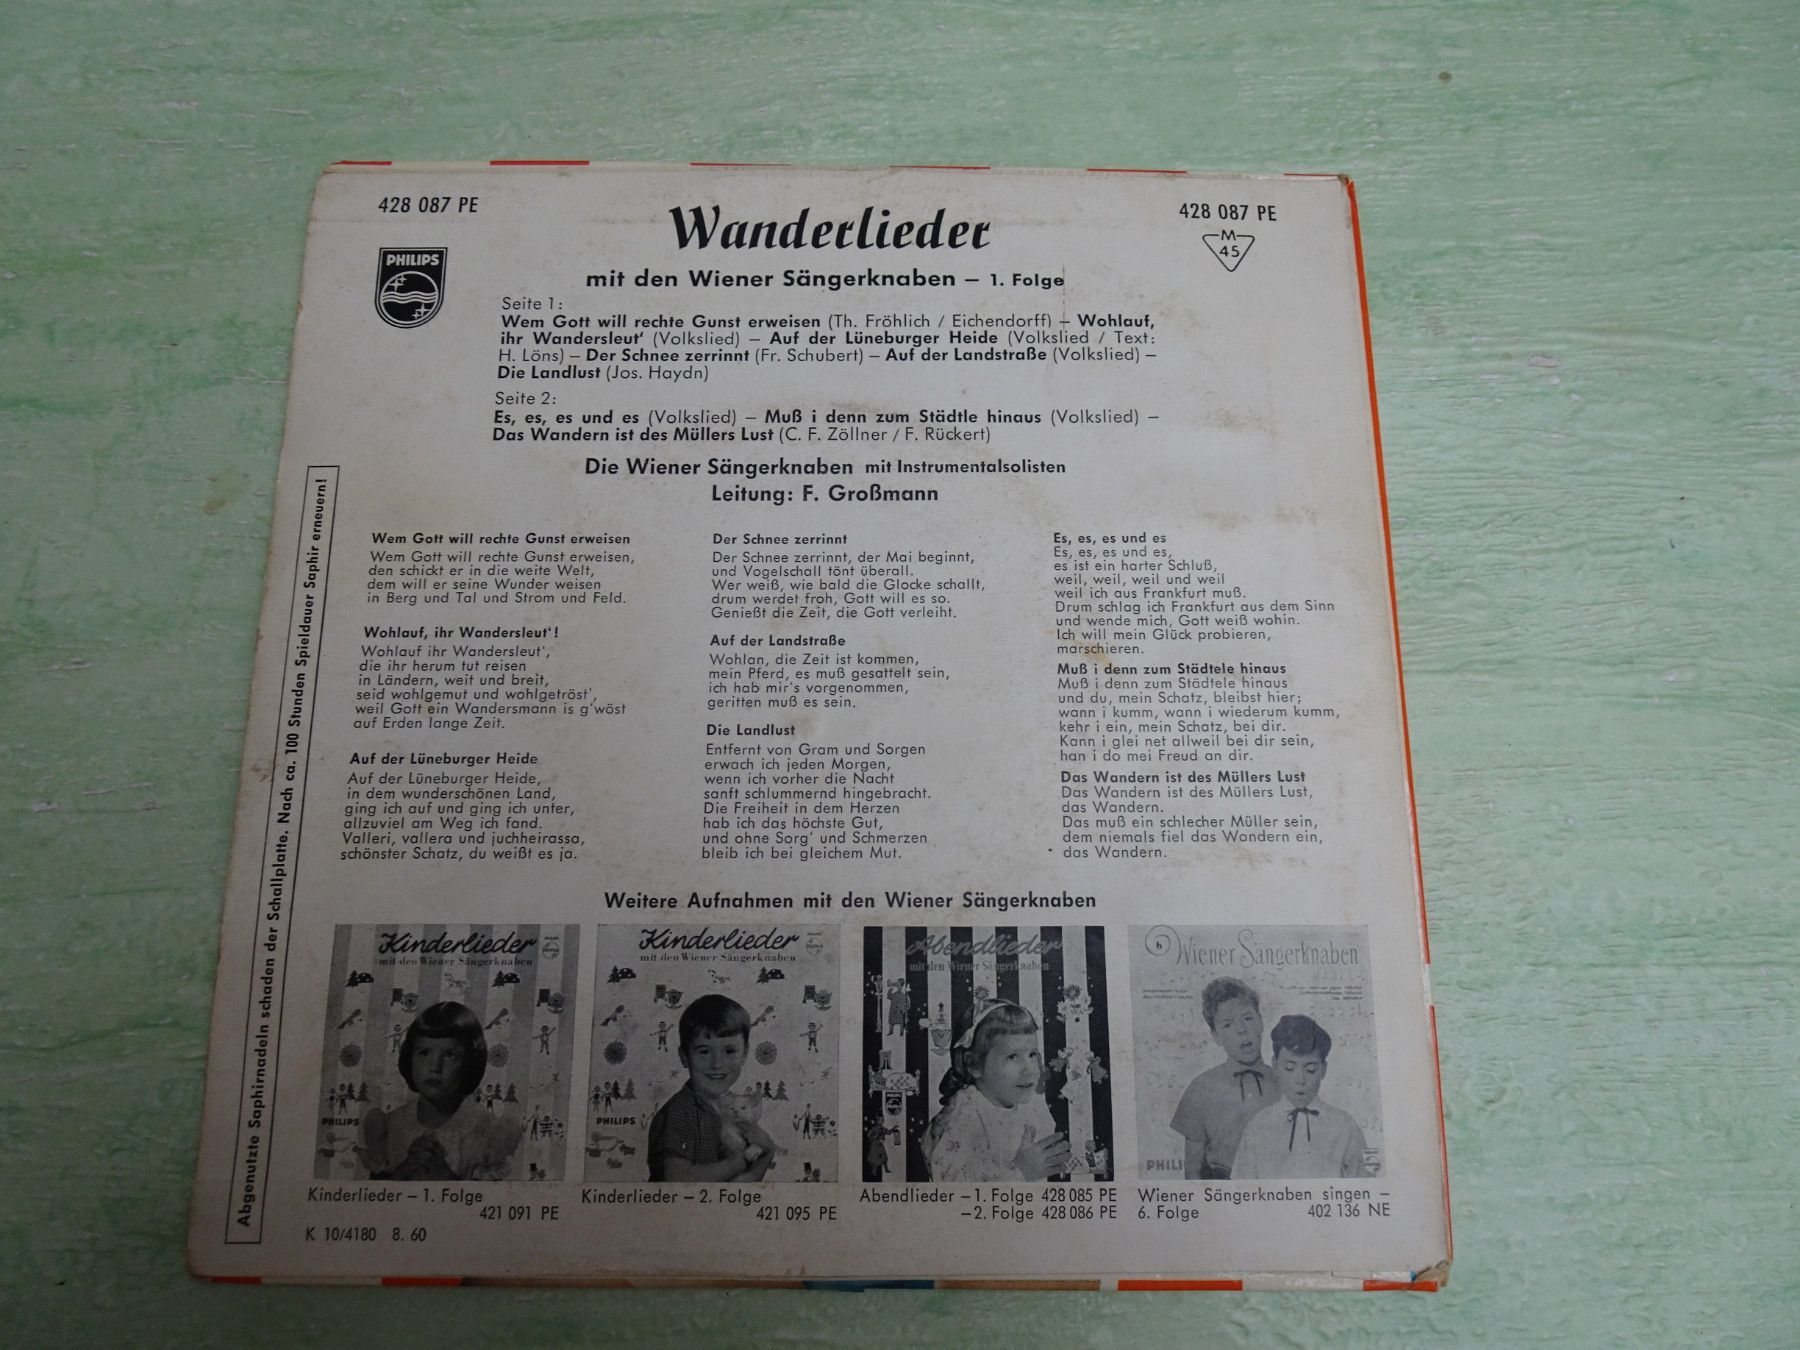 428 087 PE
428 087 PE
PHILIPS
M
45
Wanderlieder
mit den Wiener Sängerknaben – 1. Folge
Seite 1:
Wem Gott will rechte Gunst erweisen (Th. Fröhlich / Eichendorff) – Wohlauf,
ihr Wandersleut' (Volkslied) – Auf der Lüneburger Heide (Volkslied / Text:
H. Löns) – Der Schnee zerrinnt (Fr. Schubert) – Auf der Landstraße (Volkslied) –
Die Landlust (Jos. Haydn)
Seite 2:
Es, es, es und es (Volkslied) – Muß i denn zum Städtle hinaus (Volkslied) –
Das Wandern ist des Müllers Lust (C. F. Zöllner / F. Rückert)
Die Wiener Sängerknaben mit Instrumentalsolisten
Leitung: F. Großmann
Wem Gott will rechte Gunst erweisen
Wem Gott will rechte Gunst erweisen,
den schickt er in die weite Welt,
dem will er seine Wunder weisen
in Berg und Tal und Strom und Feld.
Wohlauf, ihr Wandersleut'!
Wohlauf ihr Wandersleut',
die ihr herum tut reisen
in Ländern, weit und breit,
seid wohlgemut und wohlgetröst',
weil Gott ein Wandersmann is g'wöst
auf Erden lange Zeit.
Auf der Lüneburger Heide
Auf der Lüneburger Heide,
in dem wunderschönen Land,
ging ich auf und ging ich unter,
allzuviel am Weg ich fand.
Valleri, vallera und juchheirassa,
schönster Schatz, du weißt es ja.
Der Schnee zerrinnt
Der Schnee zerrinnt, der Mai beginnt,
und Vogelschall tönt überall.
Wer weiß, wie bald die Glocke schallt,
drum werdet froh, Gott will es so.
Genießt die Zeit, die Gott verleiht.
Auf der Landstraße
Wohlan, die Zeit ist kommen,
mein Pferd, es muß gesattelt sein,
ich hab mir's vorgenommen,
geritten muß es sein.
Die Landlust
Entfernt von Gram und Sorgen
erwach ich jeden Morgen,
wenn ich vorher die Nacht
sanft schlummernd hingebracht.
Die Freiheit in dem Herzen
hab ich das höchste Gut,
und ohne Sorg' und Schmerzen
bleib ich bei gleichem Mut.
Es, es, es und es
Es, es, es und es,
es ist ein harter Schluß,
weil, weil, weil und weil
weil ich aus Frankfurt muß.
Drum schlag ich Frankfurt aus dem Sinn
und wende mich, Gott weiß wohin.
Ich will mein Glück probieren,
marschieren.
Muß i denn zum Städtele hinaus
Muß i denn zum Städtele hinaus
und du, mein Schatz, bleibst hier;
wann i kumm, wann i wiederum kumm,
kehr i ein, mein Schatz, bei dir.
Kann i glei net allweil bei dir sein,
han i do mei Freud an dir.
Das Wandern ist des Müllers Lust
Das Wandern ist des Müllers Lust,
das Wandern.
Das muß ein schlecher Müller sein,
dem niemals fiel das Wandern ein,
das Wandern.
Abgenutzte Saphirnadeln schaden der Schallplatte. Nach ca. 100 Stunden Spieldauer Saphir erneuern!
Weitere Aufnahmen mit den Wiener Sängerknaben
Kinderlieder
mit den Wiener Sängerknaben
PHILIPS
Kinderlieder
mit den Wiener Sängerknaben
PHILIPS
Abendlieder
mit den Wiener Sängerknaben
PHILIPS
6 Wiener Sängerknaben
PHILI
Kinderlieder – 1. Folge
421 091 PE
Kinderlieder – 2. Folge
421 095 PE
Abendlieder – 1. Folge 428 085 PE
– 2. Folge 428 086 PE
Wiener Sängerknaben singen –
6. Folge 402 136 NE
K 10/4180 8. 60